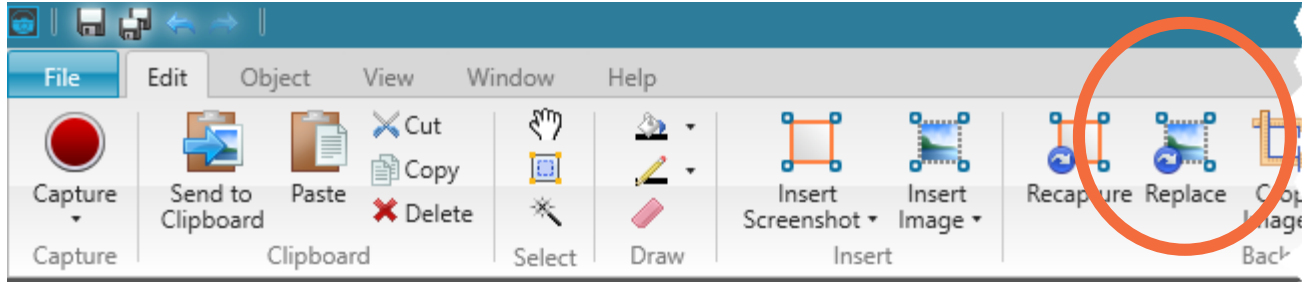 File Edit Object View Window Help
Capture
Send to
Clipboard
Paste
Cut
Copy
Delete
Insert
Screenshot
Insert
Image
Recapture
Replace
Capture Clipboard Select Draw Insert